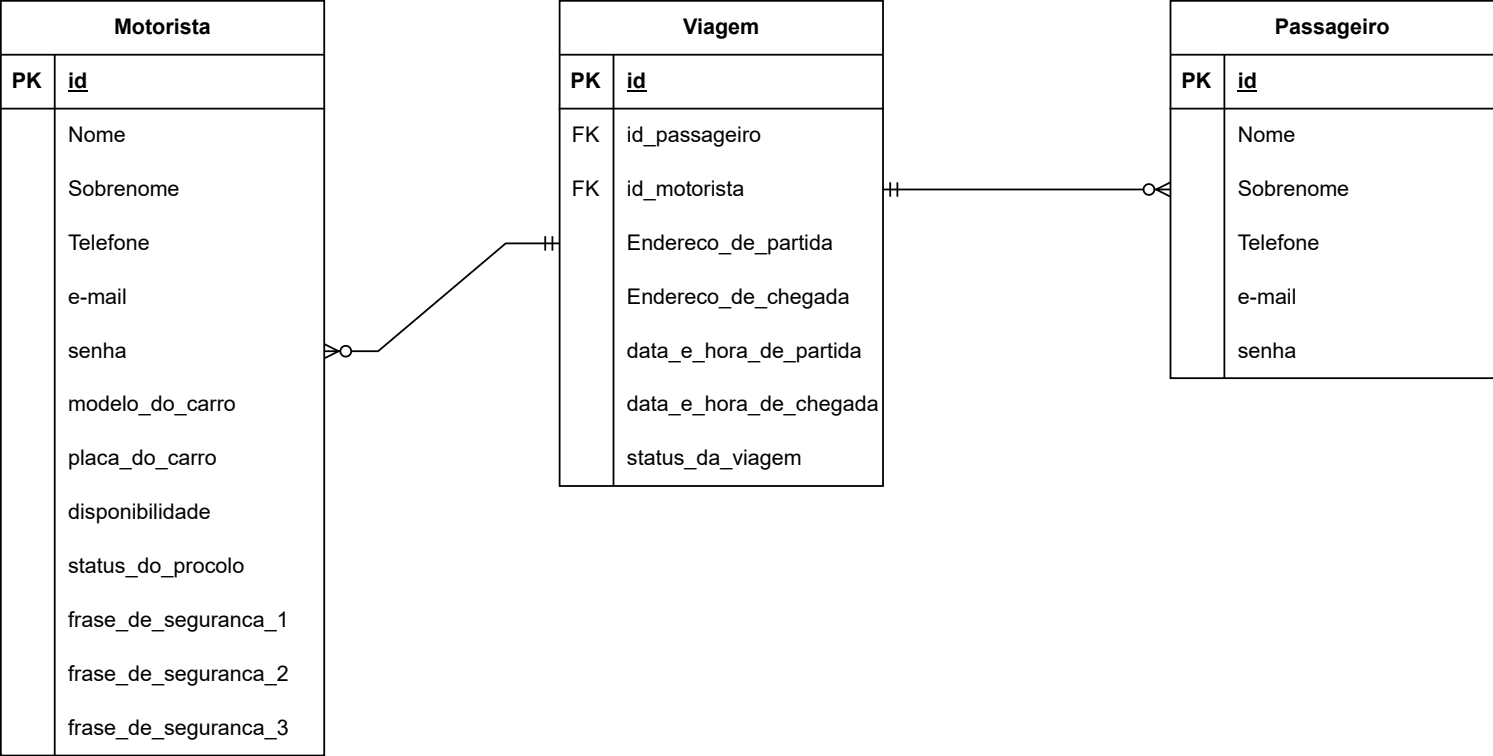 Motorista
PK id
Nome
Sobrenome
Telefone
e-mail
senha
modelo_do_carro
placa_do_carro
disponibilidade
status_do_procolo
frase_de_seguranca_1
frase_de_seguranca_2
frase_de_seguranca_3
Viagem
PK id
FK id_passageiro
FK id_motorista
Endereco_de_partida
Endereco_de_chegada
data_e_hora_de_partida
data_e_hora_de_chegada
status_da_viagem
Passageiro
PK id
Nome
Sobrenome
Telefone
e-mail
senha